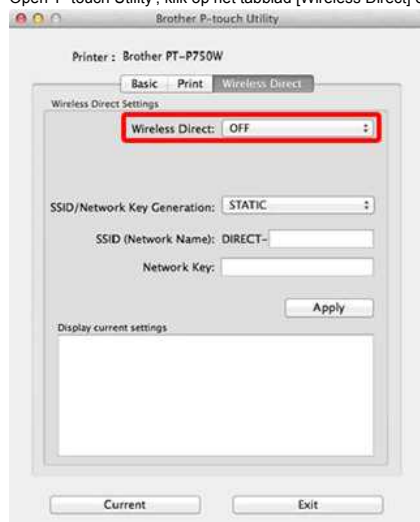 Open P-touch Utility, klik op het tabblad [Wireless Direct]
Brother P-touch Utility
Printer : Brother PT-P750W
Basic Print Wireless Direct
Wireless Direct Settings
Wireless Direct: OFF
SSID/Network Key Generation: STATIC
SSID (Network Name): DIRECT-
Network Key:
Apply
Display current settings
Current Exit